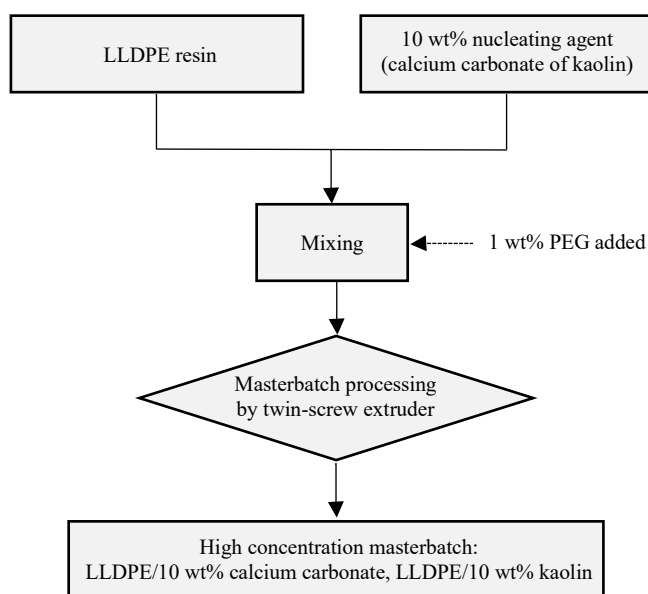 LLDPE resin
10 wt% nucleating agent
(calcium carbonate of kaolin)
Mixing
1 wt% PEG added
Masterbatch processing
by twin-screw extruder
High concentration masterbatch:
LLDPE/10 wt% calcium carbonate, LLDPE/10 wt% kaolin